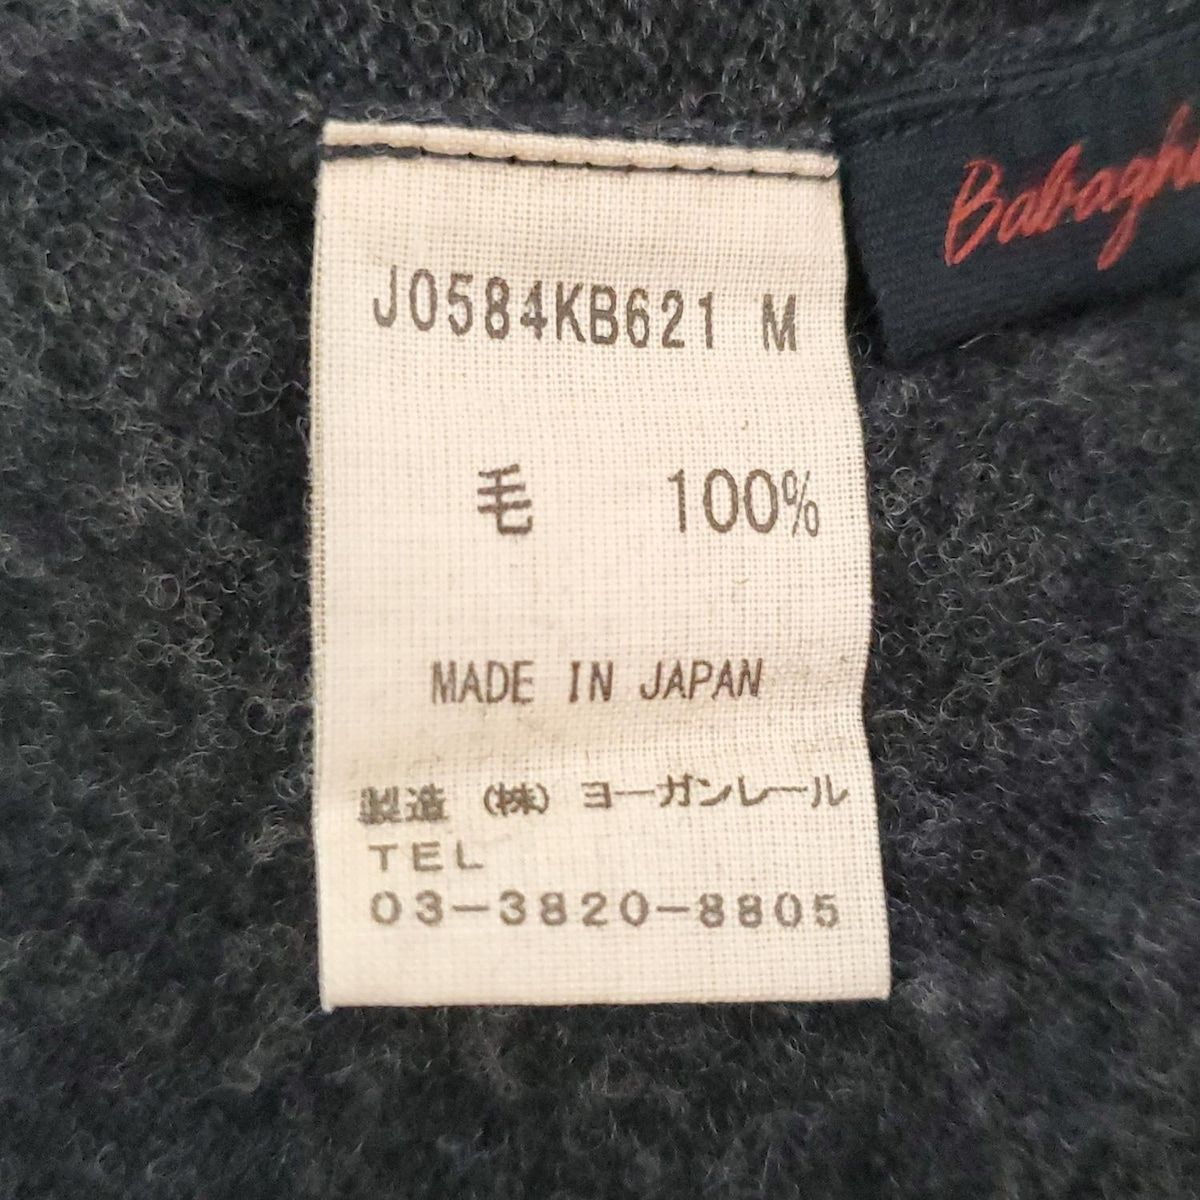 J0584KB621 M
毛 100%
MADE IN JAPAN
製造 (株) ヨーガンレール
TEL
03-3820-8805